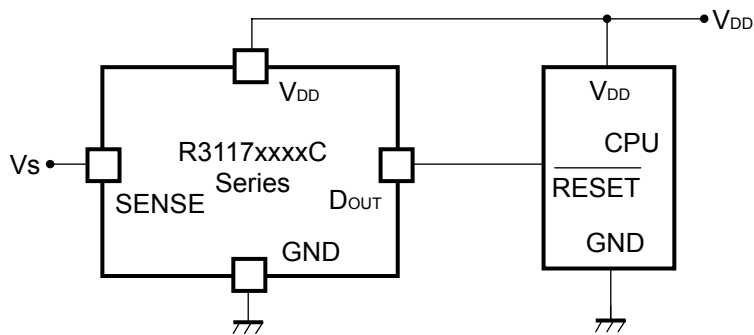 VDD
VDD
VDD
R3117xxxxC
Series
Vs
SENSE
DOUT
GND
CPU
RESET
GND